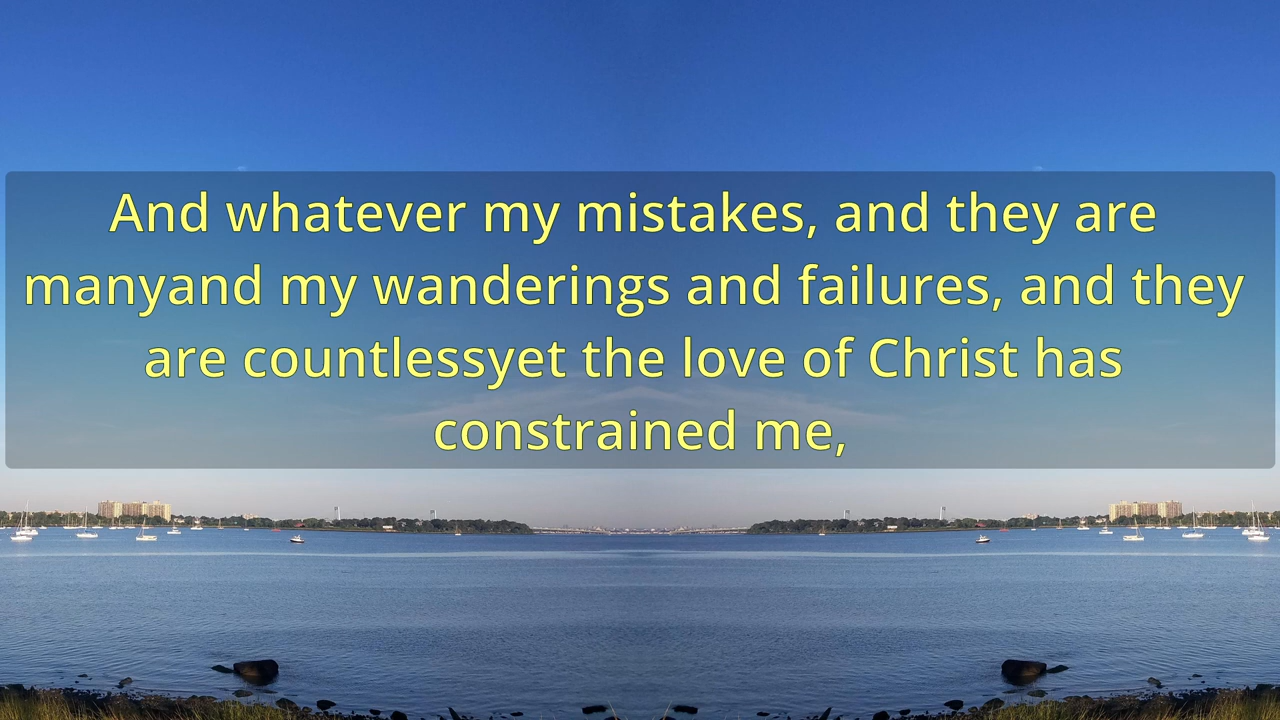 And whatever my mistakes, and they are
manyand my wanderings and failures, and they
are countlessyet the love of Christ has
constrained me,